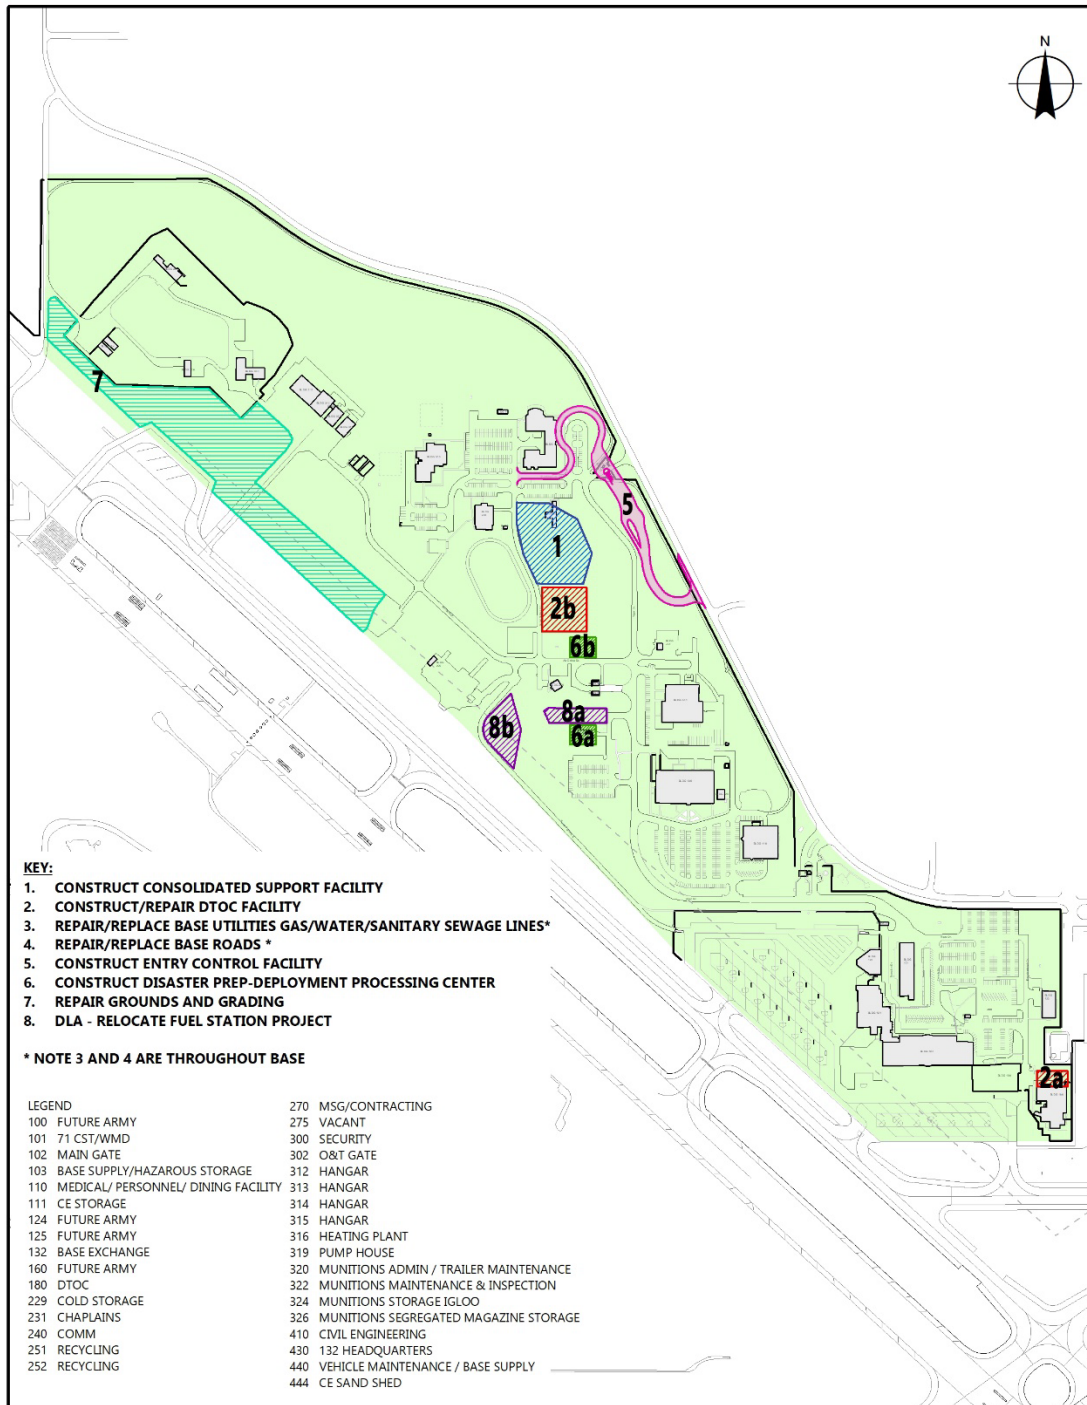 N
7
5
1
2b
6b
8a
8b
6a
2a
KEY:
1. CONSTRUCT CONSOLIDATED SUPPORT FACILITY
2. CONSTRUCT/REPAIR DTOC FACILITY
3. REPAIR/REPLACE BASE UTILITIES GAS/WATER/SANITARY SEWAGE LINES*
4. REPAIR/REPLACE BASE ROADS *
5. CONSTRUCT ENTRY CONTROL FACILITY
6. CONSTRUCT DISASTER PREP-DEPLOYMENT PROCESSING CENTER
7. REPAIR GROUNDS AND GRADING
8. DLA - RELOCATE FUEL STATION PROJECT
* NOTE 3 AND 4 ARE THROUGHOUT BASE
LEGEND
100 FUTURE ARMY
101 71 CST/WMD
102 MAIN GATE
103 BASE SUPPLY/HAZAROUS STORAGE
110 MEDICAL/ PERSONNEL/ DINING FACILITY
111 CE STORAGE
124 FUTURE ARMY
125 FUTURE ARMY
132 BASE EXCHANGE
160 FUTURE ARMY
180 DTOC
229 COLD STORAGE
231 CHAPLAINS
240 COMM
251 RECYCLING
252 RECYCLING
270 MSG/CONTRACTING
275 VACANT
300 SECURITY
302 O&T GATE
312 HANGAR
313 HANGAR
314 HANGAR
315 HANGAR
316 HEATING PLANT
319 PUMP HOUSE
320 MUNITIONS ADMIN / TRAILER MAINTENANCE
322 MUNITIONS MAINTENANCE & INSPECTION
324 MUNITIONS STORAGE IGLOO
326 MUNITIONS SEGREGATED MAGAZINE STORAGE
410 CIVIL ENGINEERING
430 132 HEADQUARTERS
440 VEHICLE MAINTENANCE / BASE SUPPLY
444 CE SAND SHED